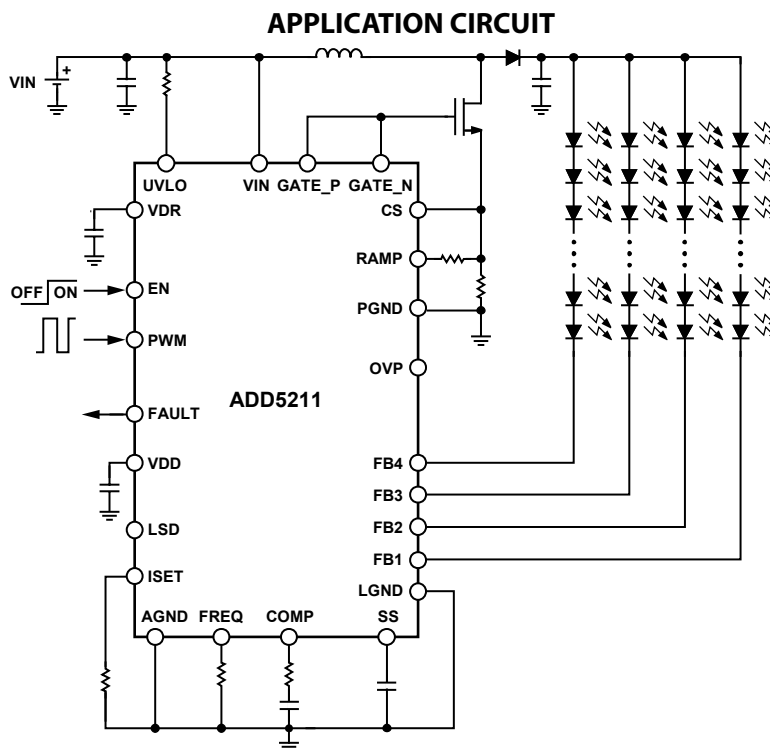 APPLICATION CIRCUIT
VIN
+
UVLO
VIN
GATE_P
GATE_N
VDR
CS
RAMP
EN
OFF
ON
PGND
PWM
OVP
ADD5211
FAULT
VDD
FB4
FB3
LSD
FB2
FB1
ISET
LGND
AGND
FREQ
COMP
SS